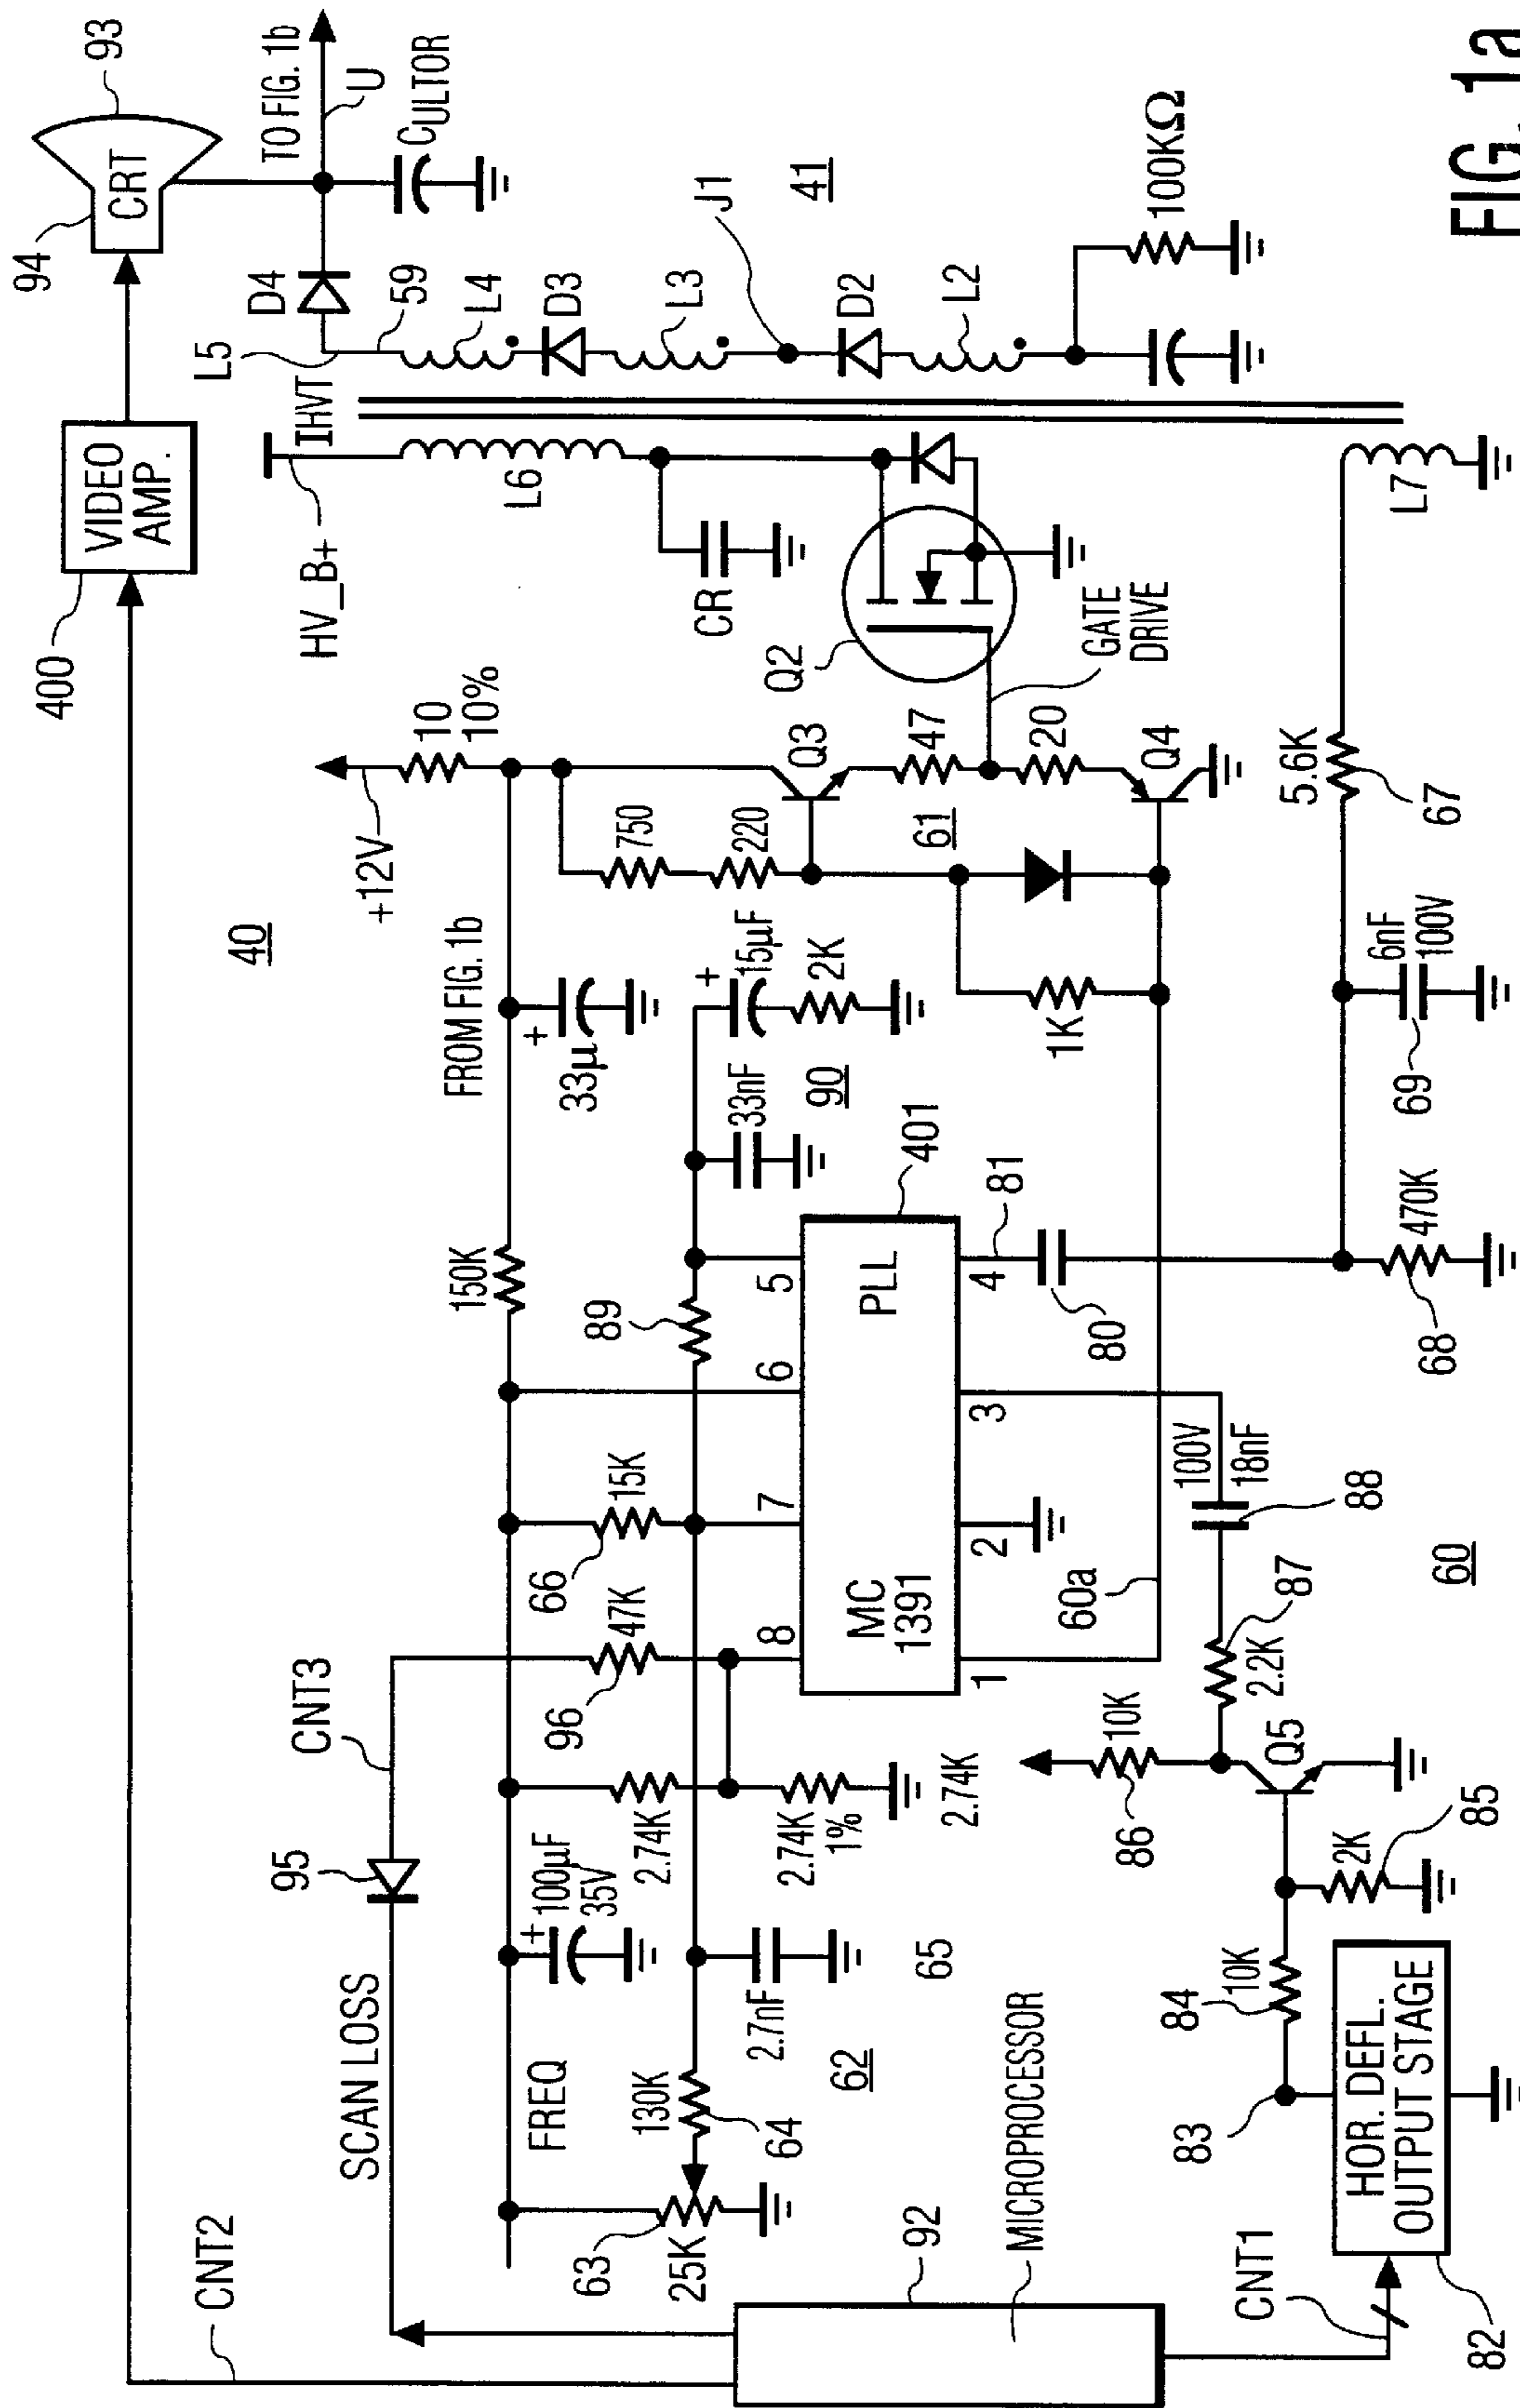 CNT2
400
VIDEO
AMP.
94
CRT
93
TO FIG. 1b
U
CULTOR
SCAN LOSS
95
CNT3
40
+12V
10
10%
HV_B+
IHVT
L5
D4
59
L4
D3
L3
J1
41
D2
L2
100KΩ
FREQ
+
100µF
35V
2.74K
2.74K
1%
2.74K
96
47K
66
15K
150K
FROM FIG. 1b
+
33µ
63
25K
130K
64
2.7nF
62
65
89
33nF
90
+
15µF
2K
750
220
Q3
47
61
20
Q4
GATE
DRIVE
Q2
CR
L6
8
7
6
5
MC
1391
PLL
401
1
2
3
4
81
80
1K
60a
92
MICROPROCESSOR
CNT1
82
HOR. DEFL.
OUTPUT STAGE
83
84
10K
2K
85
86
10K
Q5
2.2K
87
100V
18nF
88
60
68
470K
69
6nF
100V
5.6K
67
L7
FIG. 1a